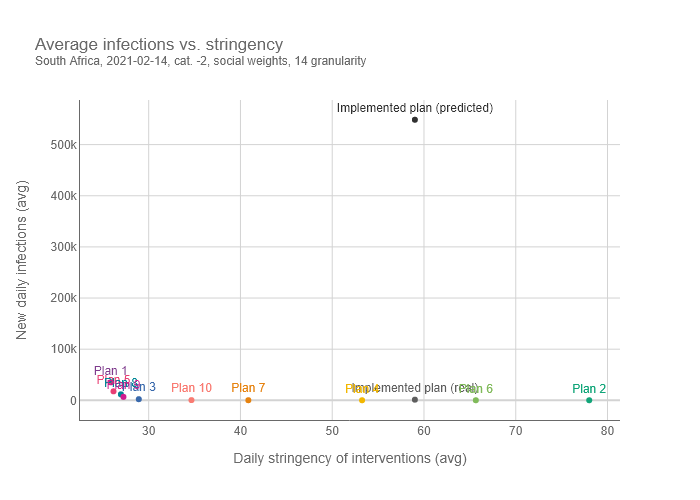 Average infections vs. stringency
South Africa, 2021-02-14, cat. -2, social weights, 14 granularity
Implemented plan (predicted)
500k
400k
300k
200k
100k
0
New daily infections (avg)
Plan 1
Plan 5
Plan 3
Plan 10
Plan 7
Implemented plan (real)
Plan 6
Plan 2
30
40
50
60
70
80
Daily stringency of interventions (avg)